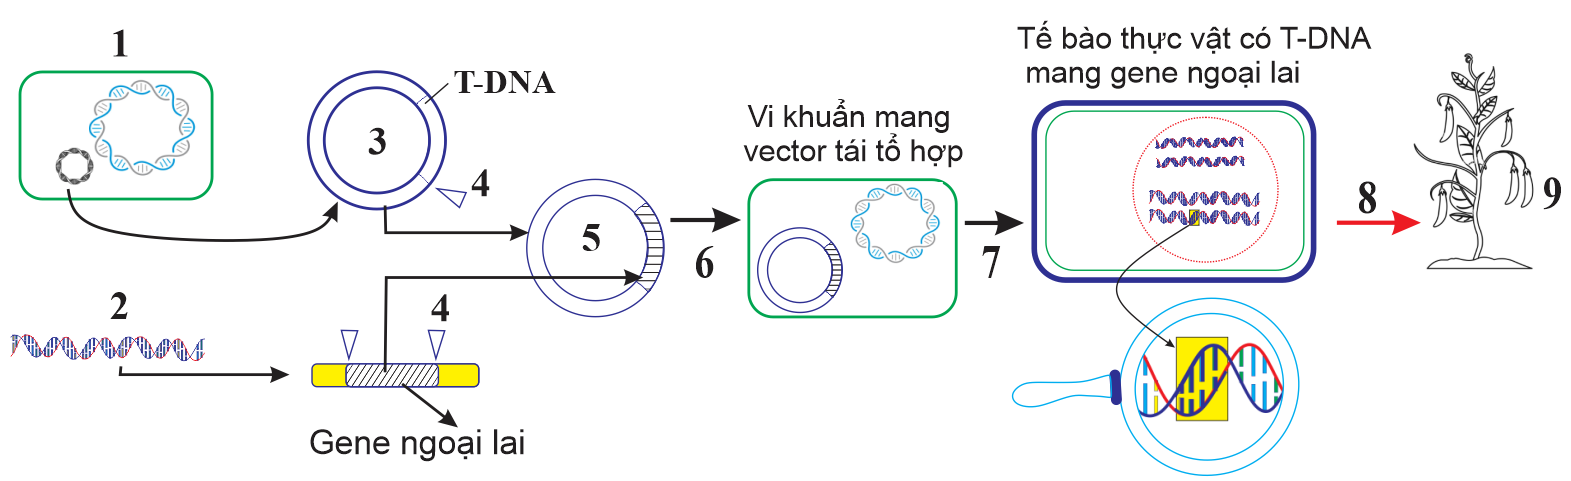 1
T-DNA
3
4
2
4
Gene ngoại lai
5
6
Vi khuẩn mang
vector tái tổ hợp
7
Tế bào thực vật có T-DNA
mang gene ngoại lai
8
9